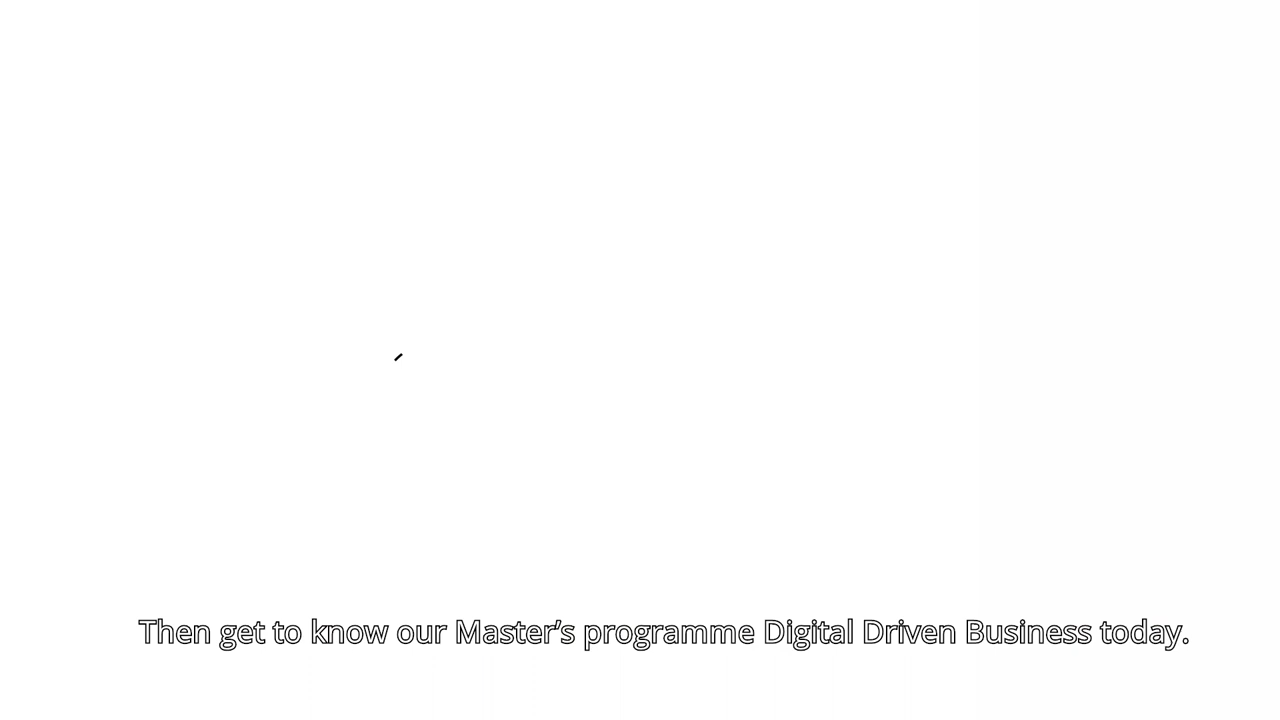 Then get to know our Master’s programme Digital Driven Business today.